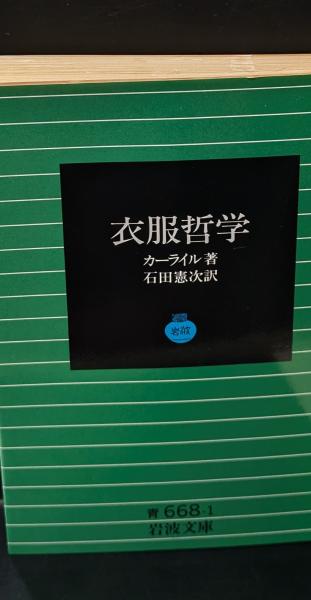 衣服哲学
カーライル著
石田憲次訳
岩波
青 668-1
岩波文庫